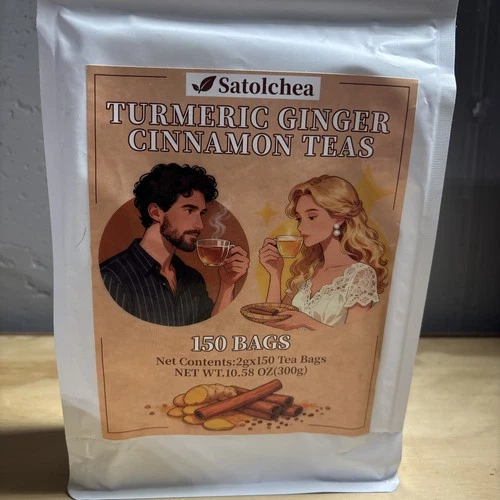 Satolchea
TURMERIC GINGER
CINNAMON TEAS
150 BAGS
Net Contents:2gx150 Tea Bags
NET WT.10.58 OZ(300g)